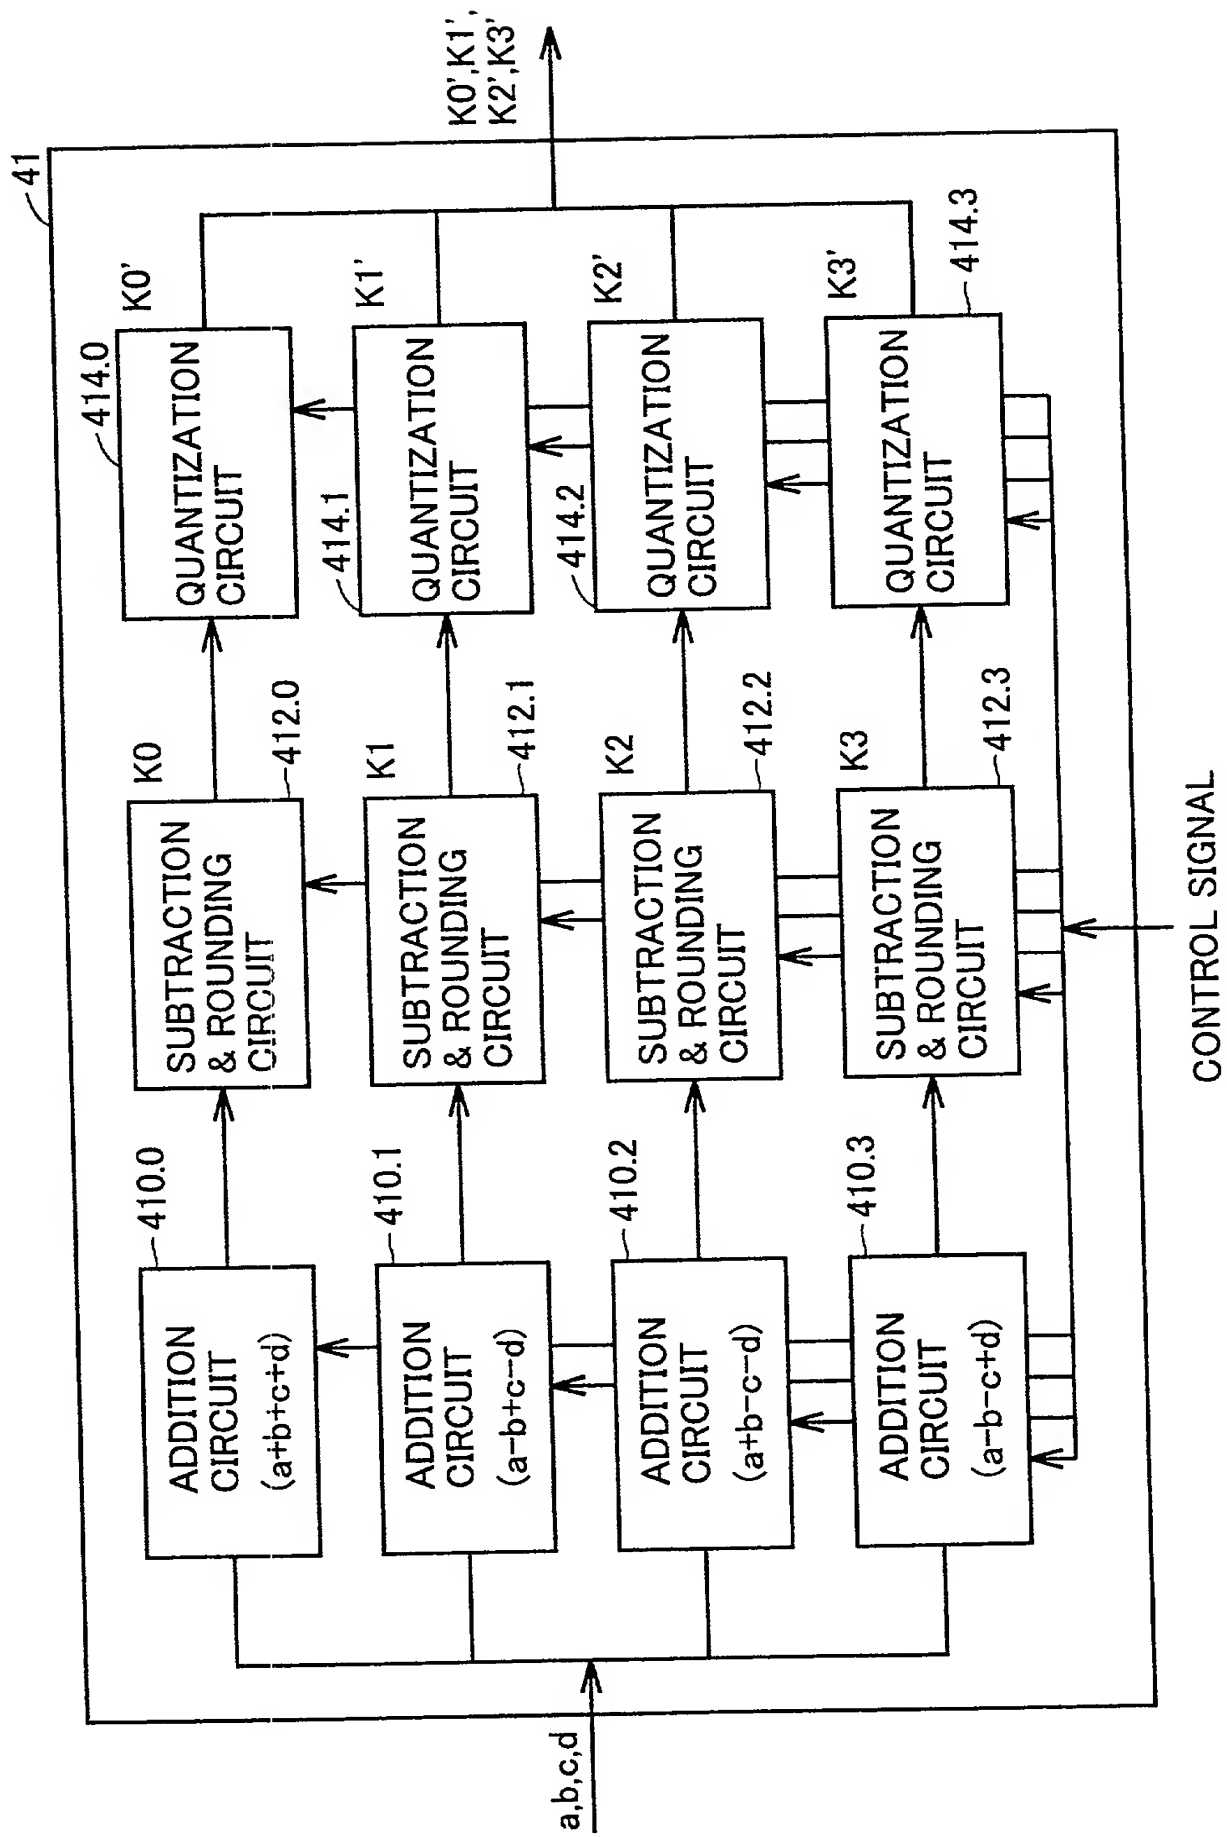 41
a,b,c,d
410.0
ADDITION
CIRCUIT
(a+b+c+d)
412.0
K0
SUBTRACTION
& ROUNDING
CIRCUIT
414.0
K0'
QUANTIZATION
CIRCUIT
410.1
ADDITION
CIRCUIT
(a-b+c-d)
412.1
K1
SUBTRACTION
& ROUNDING
CIRCUIT
414.1
K1'
QUANTIZATION
CIRCUIT
410.2
ADDITION
CIRCUIT
(a+b-c-d)
412.2
K2
SUBTRACTION
& ROUNDING
CIRCUIT
414.2
K2'
QUANTIZATION
CIRCUIT
410.3
ADDITION
CIRCUIT
(a-b-c+d)
412.3
K3
SUBTRACTION
& ROUNDING
CIRCUIT
414.3
K3'
QUANTIZATION
CIRCUIT
K0',K1',
K2',K3'
CONTROL SIGNAL